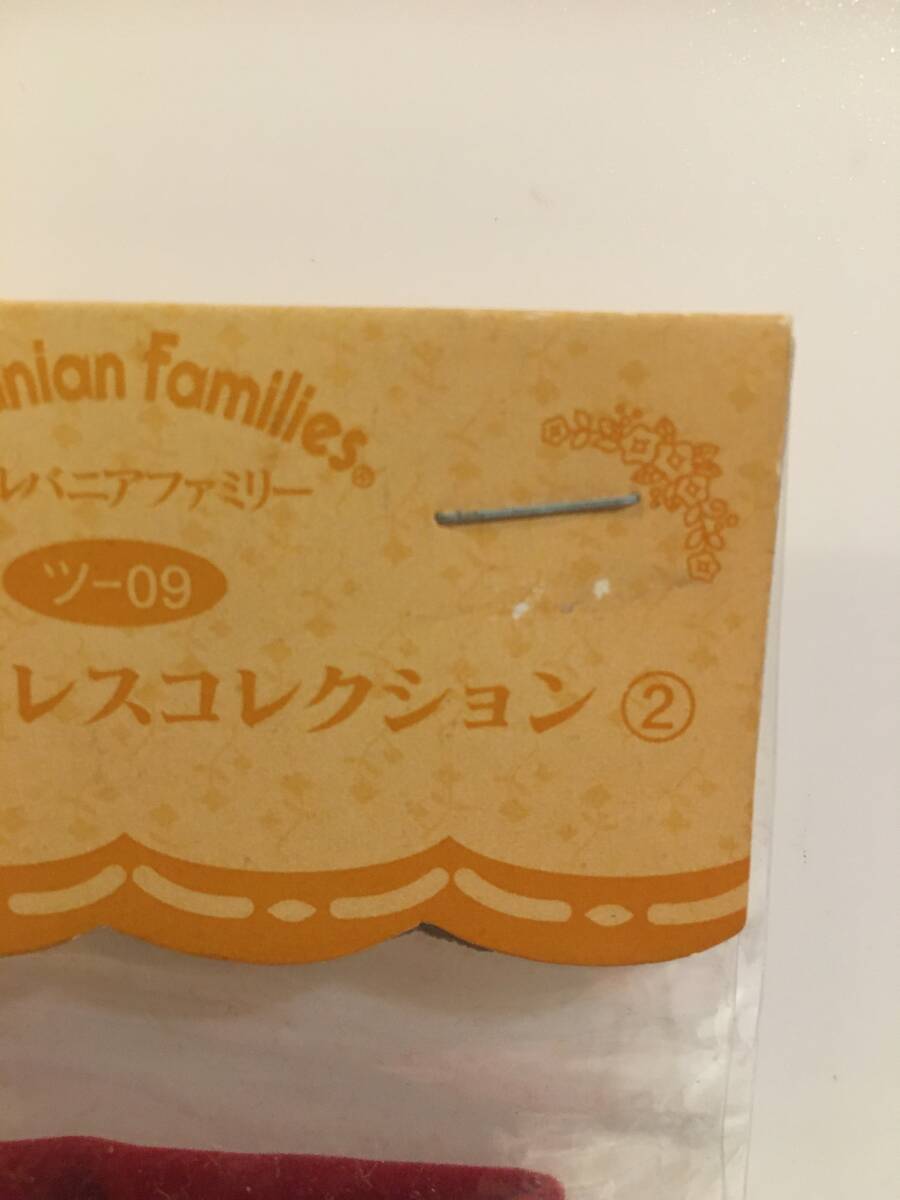 nian families®
ルバニアファミリー
ツ-09
レスコレクション ②